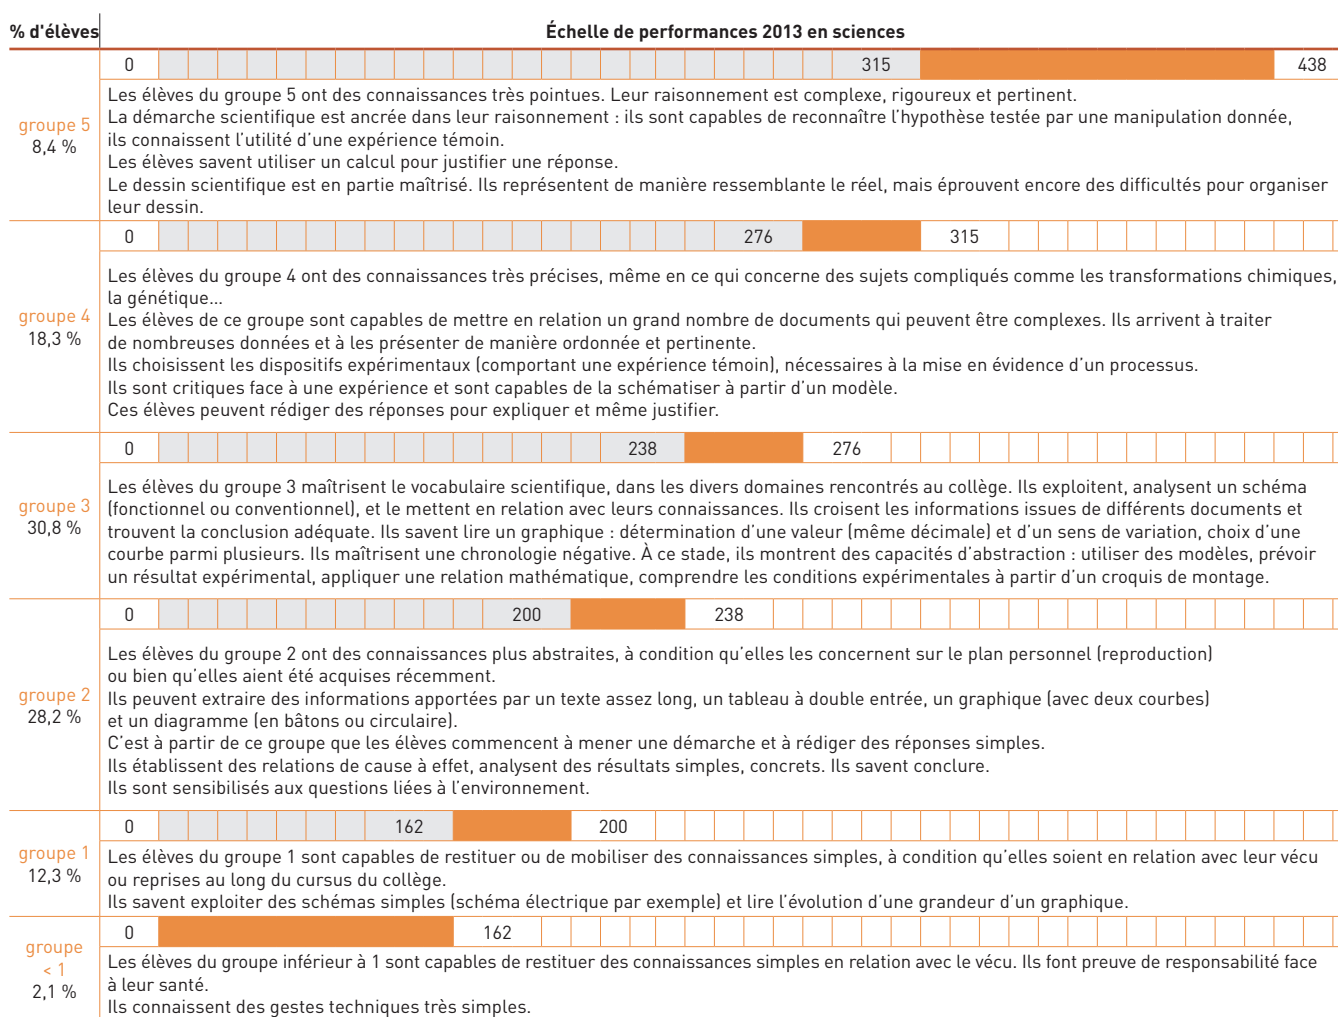 % d'élèves
Échelle de performances 2013 en sciences
0 315 438
groupe 5
8,4 %
Les élèves du groupe 5 ont des connaissances très pointues. Leur raisonnement est complexe, rigoureux et pertinent.
La démarche scientifique est ancrée dans leur raisonnement : ils sont capables de reconnaître l'hypothèse testée par une manipulation donnée,
ils connaissent l'utilité d'une expérience témoin.
Les élèves savent utiliser un calcul pour justifier une réponse.
Le dessin scientifique est en partie maîtrisé. Ils représentent de manière ressemblante le réel, mais éprouvent encore des difficultés pour organiser
leur dessin.
0 276 315
groupe 4
18,3 %
Les élèves du groupe 4 ont des connaissances très précises, même en ce qui concerne des sujets compliqués comme les transformations chimiques,
la génétique...
Les élèves de ce groupe sont capables de mettre en relation un grand nombre de documents qui peuvent être complexes. Ils arrivent à traiter
de nombreuses données et à les présenter de manière ordonnée et pertinente.
Ils choisissent les dispositifs expérimentaux (comportant une expérience témoin), nécessaires à la mise en évidence d'un processus.
Ils sont critiques face à une expérience et sont capables de la schématiser à partir d'un modèle.
Ces élèves peuvent rédiger des réponses pour expliquer et même justifier.
0 238 276
groupe 3
30,8 %
Les élèves du groupe 3 maîtrisent le vocabulaire scientifique, dans les divers domaines rencontrés au collège. Ils exploitent, analysent un schéma
(fonctionnel ou conventionnel), et le mettent en relation avec leurs connaissances. Ils croisent les informations issues de différents documents et
trouvent la conclusion adéquate. Ils savent lire un graphique : détermination d'une valeur (même décimale) et d'un sens de variation, choix d'une
courbe parmi plusieurs. Ils maîtrisent une chronologie négative. À ce stade, ils montrent des capacités d'abstraction : utiliser des modèles, prévoir
un résultat expérimental, appliquer une relation mathématique, comprendre les conditions expérimentales à partir d'un croquis de montage.
0 200 238
groupe 2
28,2 %
Les élèves du groupe 2 ont des connaissances plus abstraites, à condition qu'elles les concernent sur le plan personnel (reproduction)
ou bien qu'elles aient été acquises récemment.
Ils peuvent extraire des informations apportées par un texte assez long, un tableau à double entrée, un graphique (avec deux courbes)
et un diagramme (en bâtons ou circulaire).
C'est à partir de ce groupe que les élèves commencent à mener une démarche et à rédiger des réponses simples.
Ils établissent des relations de cause à effet, analysent des résultats simples, concrets. Ils savent conclure.
Ils sont sensibilisés aux questions liées à l'environnement.
0 162 200
groupe 1
12,3 %
Les élèves du groupe 1 sont capables de restituer ou de mobiliser des connaissances simples, à condition qu'elles soient en relation avec leur vécu
ou reprises au long du cursus du collège.
Ils savent exploiter des schémas simples (schéma électrique par exemple) et lire l'évolution d'une grandeur d'un graphique.
0 162
groupe
< 1
2,1 %
Les élèves du groupe inférieur à 1 sont capables de restituer des connaissances simples en relation avec le vécu. Ils font preuve de responsabilité face
à leur santé.
Ils connaissent des gestes techniques très simples.